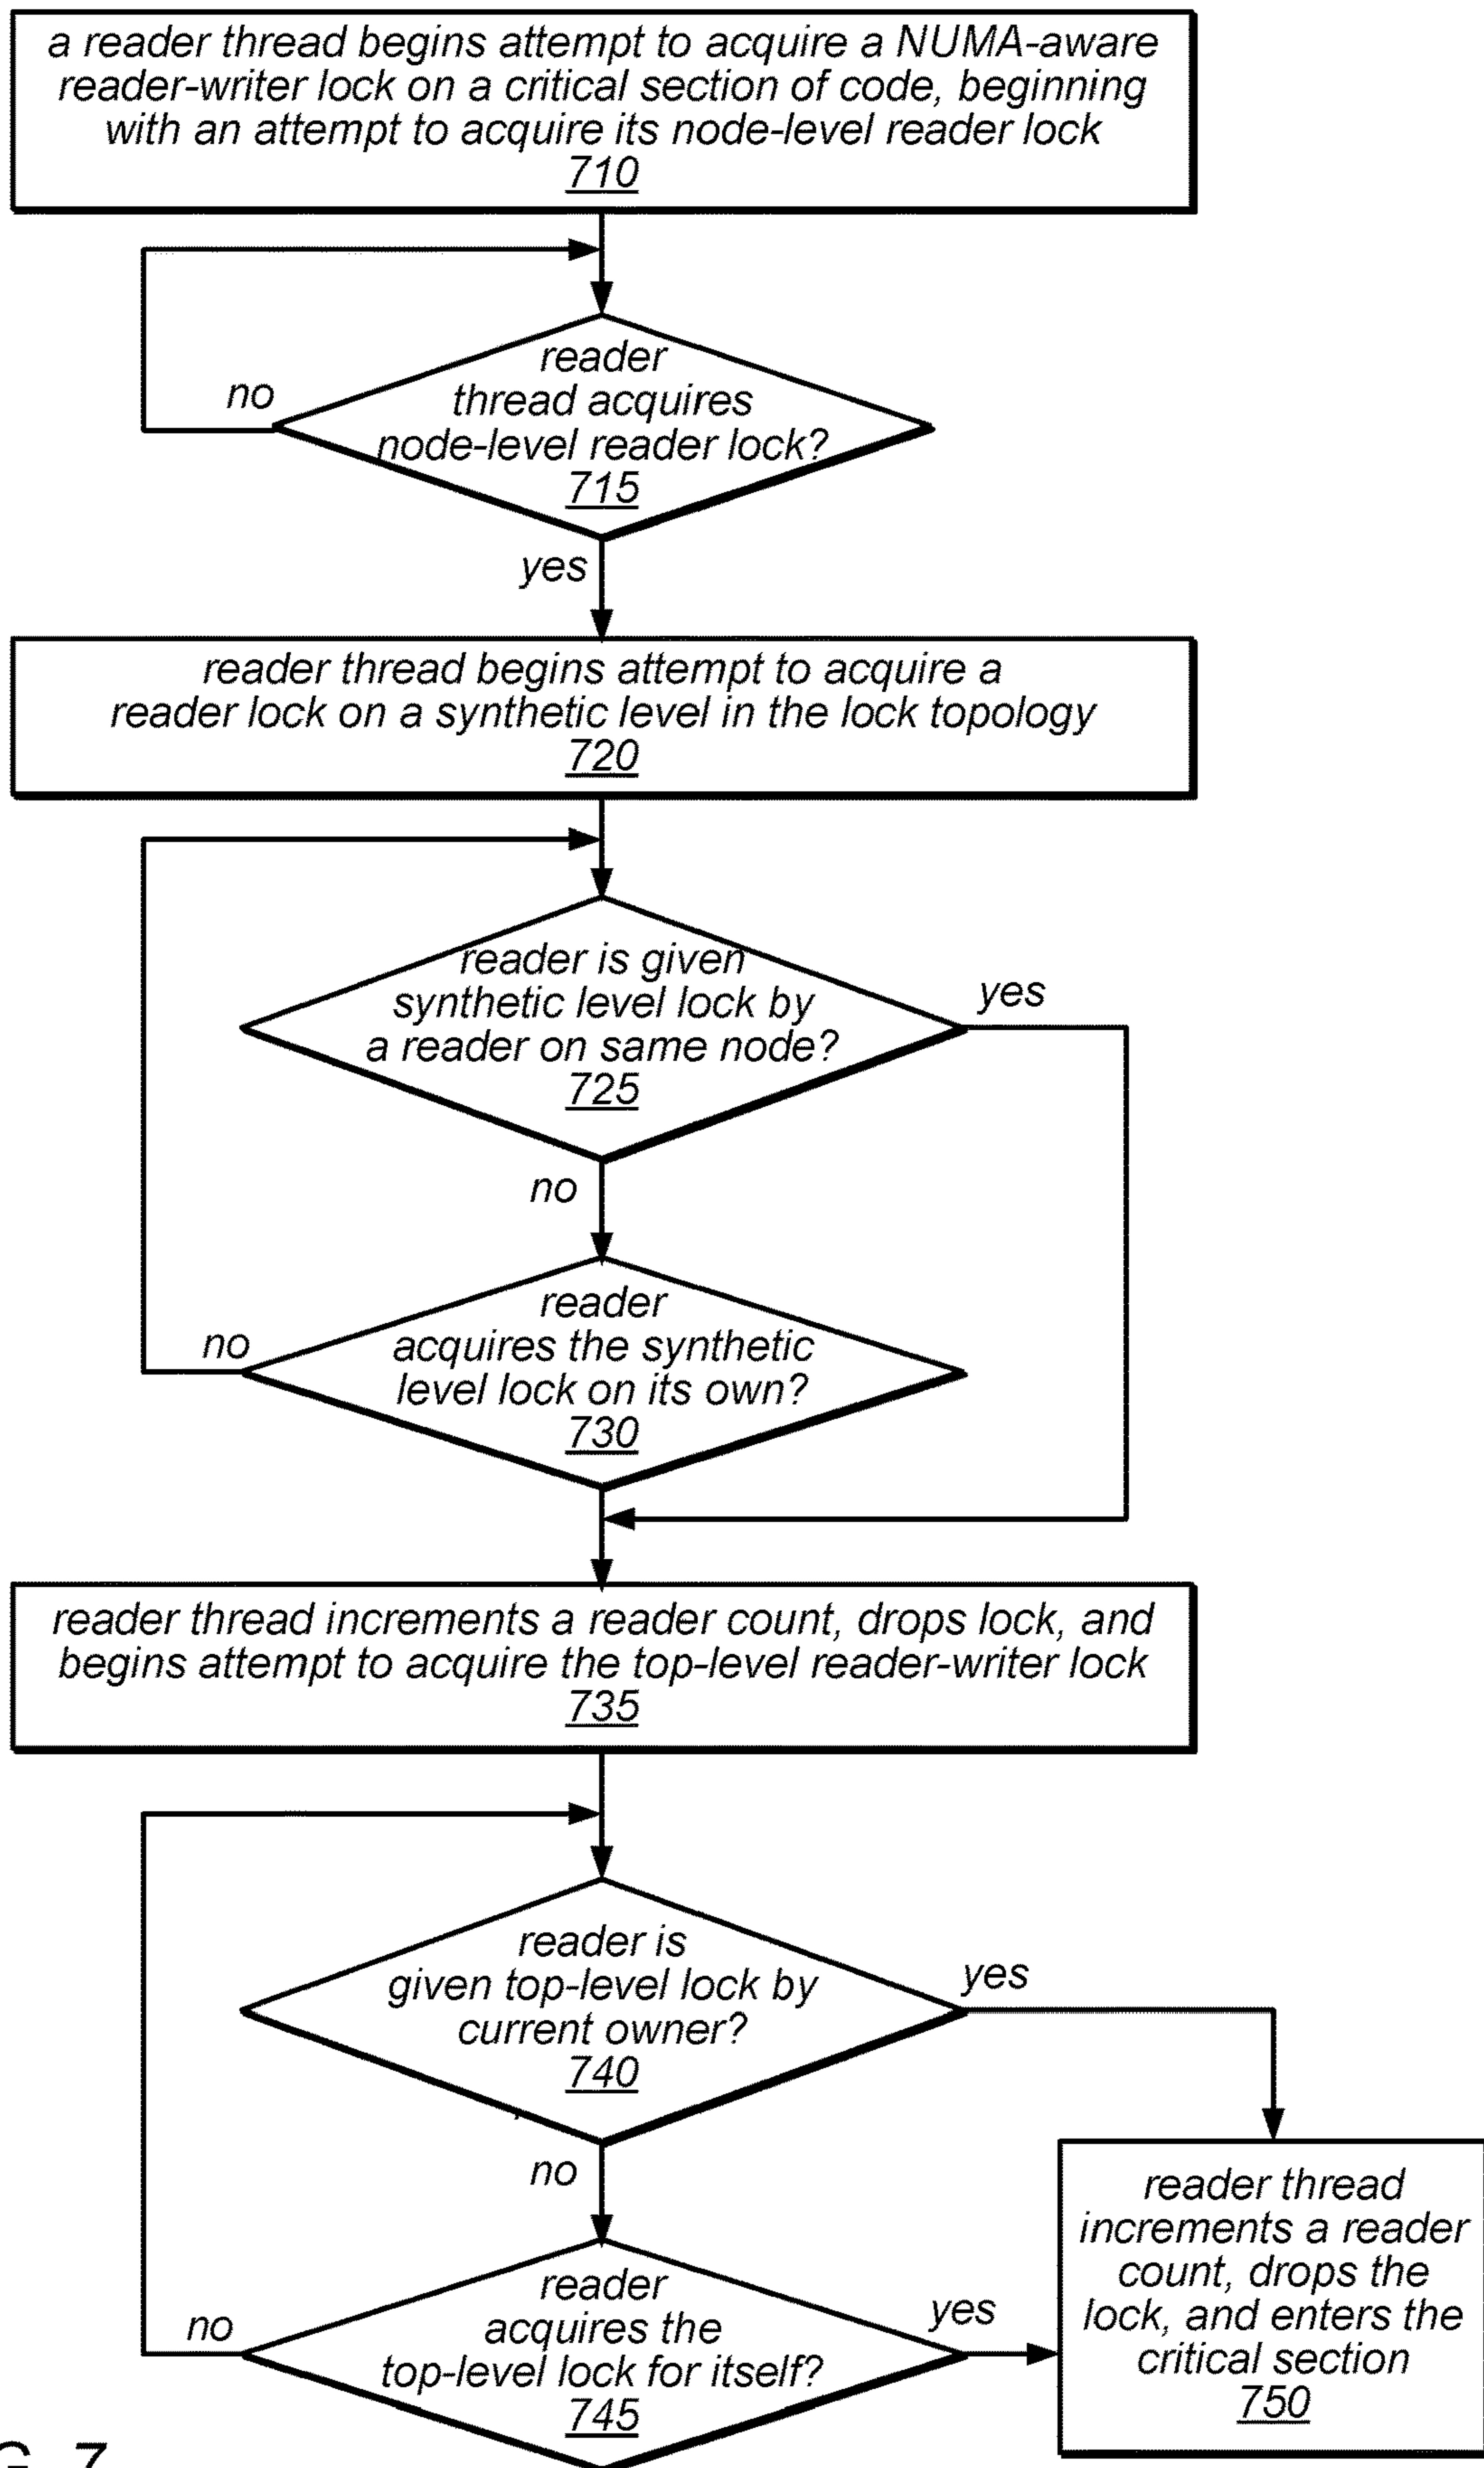 a reader thread begins attempt to acquire a NUMA-aware
reader-writer lock on a critical section of code, beginning
with an attempt to acquire its node-level reader lock
710
no
reader
thread acquires
node-level reader lock?
715
yes
reader thread begins attempt to acquire a
reader lock on a synthetic level in the lock topology
720
reader is given
synthetic level lock by
a reader on same node?
725
yes
no
reader
acquires the synthetic
level lock on its own?
730
no
reader thread increments a reader count, drops lock, and
begins attempt to acquire the top-level reader-writer lock
735
reader is
given top-level lock by
current owner?
740
yes
no
reader
acquires the
top-level lock for itself?
745
no
yes
reader thread
increments a reader
count, drops the
lock, and enters the
critical section
750
G. 7